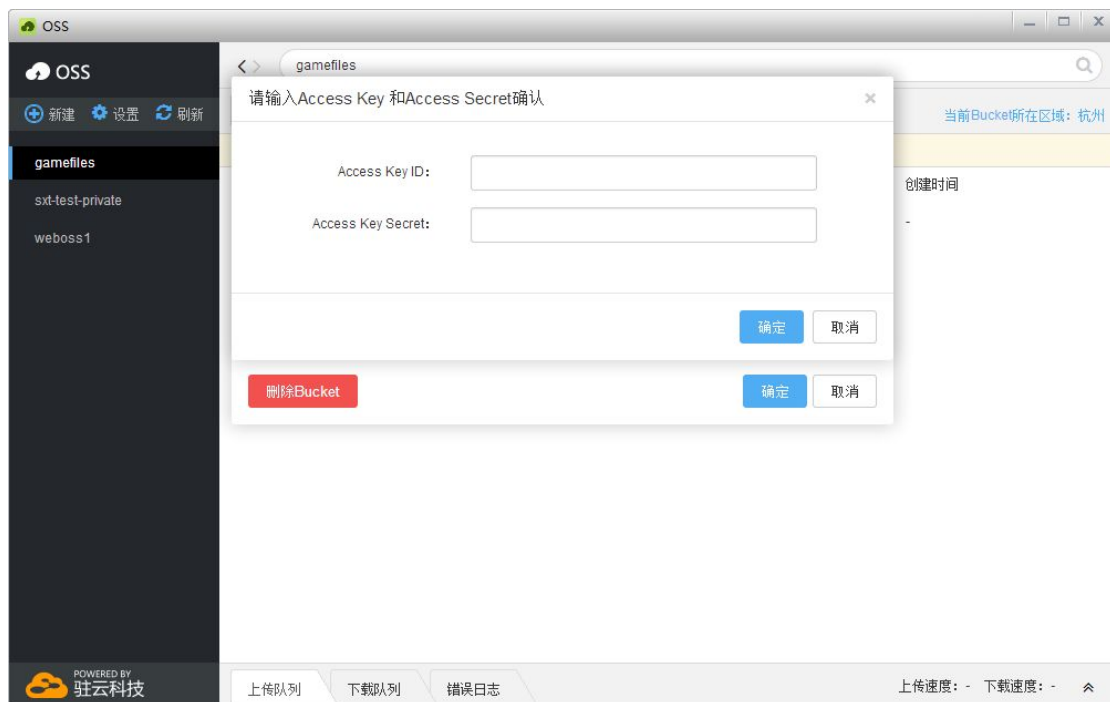 OSS
OSS
gamefiles
新建 设置 刷新
请输入Access Key 和Access Secret确认
当前Bucket所在区域：杭州
gamefiles
sxt-test-private
weboss1
Access Key ID：
Access Key Secret：
创建时间
-
确定 取消
删除Bucket 确定 取消
POWERED BY
驻云科技
上传队列 下载队列 错误日志 上传速度：- 下载速度：-